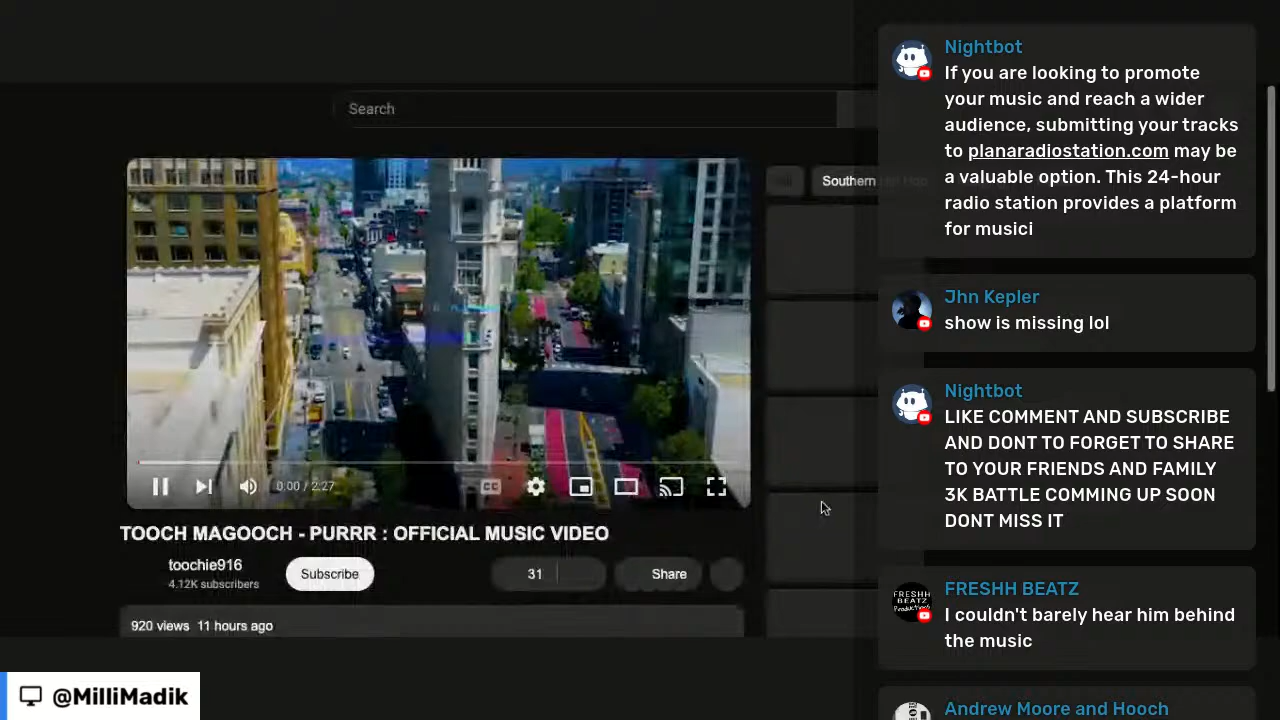 Search
Southern
0:00 / 2:27
CC
TOOCH MAGOOCH - PURRR : OFFICIAL MUSIC VIDEO
toochie916
4.12K subscribers
Subscribe
31
Share
920 views 11 hours ago
@MilliMadik
Nightbot
If you are looking to promote
your music and reach a wider
audience, submitting your tracks
to planaradiostation.com may be
a valuable option. This 24-hour
radio station provides a platform
for musici
Jhn Kepler
show is missing lol
Nightbot
LIKE COMMENT AND SUBSCRIBE
AND DONT TO FORGET TO SHARE
TO YOUR FRIENDS AND FAMILY
3K BATTLE COMMING UP SOON
DONT MISS IT
FRESHH BEATZ
I couldn't barely hear him behind
the music
Andrew Moore and Hooch